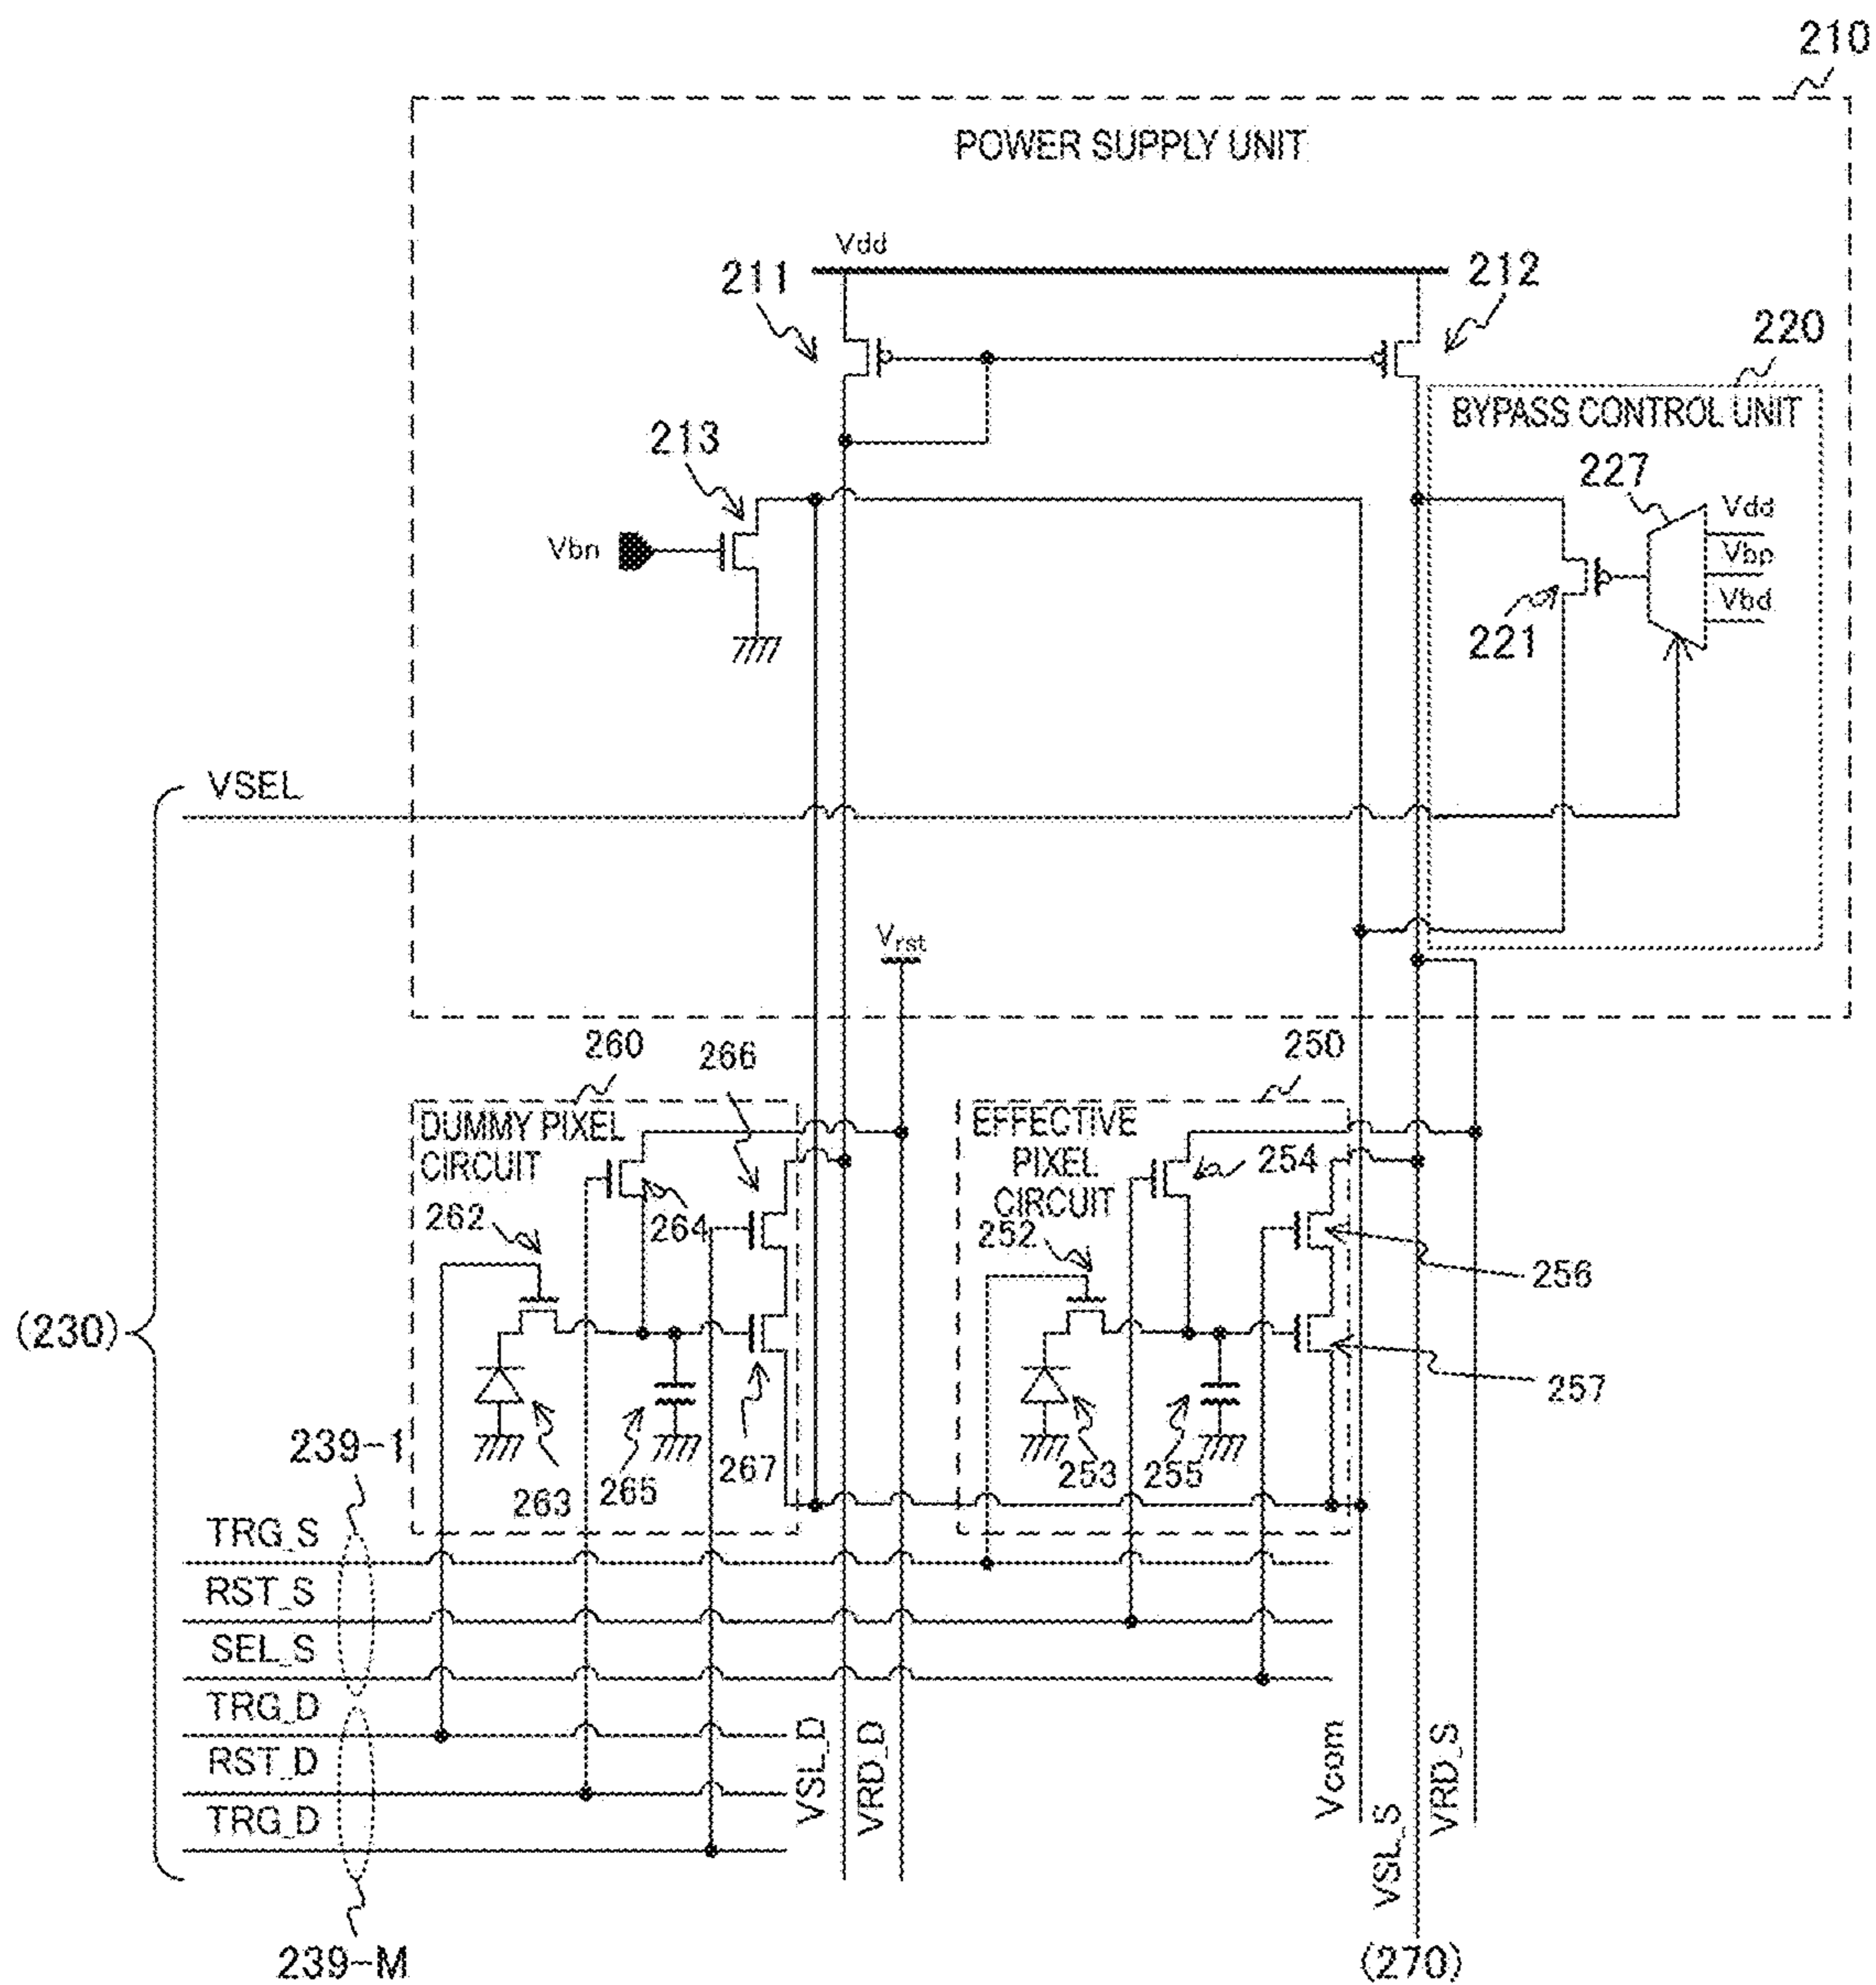 210
POWER SUPPLY UNIT
Vdd
211
212
220
BYPASS CONTROL UNIT
213
227
Vdd
Vbn
Vbp
Vbd
221
VSEL
Vrst
260
266
250
DUMMY PIXEL
CIRCUIT
EFFECTIVE
PIXEL
CIRCUIT
254
262
264
252
256
(230)
257
239-1
263
265
267
253
255
TRG_S
RST_S
SEL_S
TRG_D
RST_D
TRG_D
VSL_D
VRD_D
Vcom
VSL_S
VRD_S
239-M
(270)